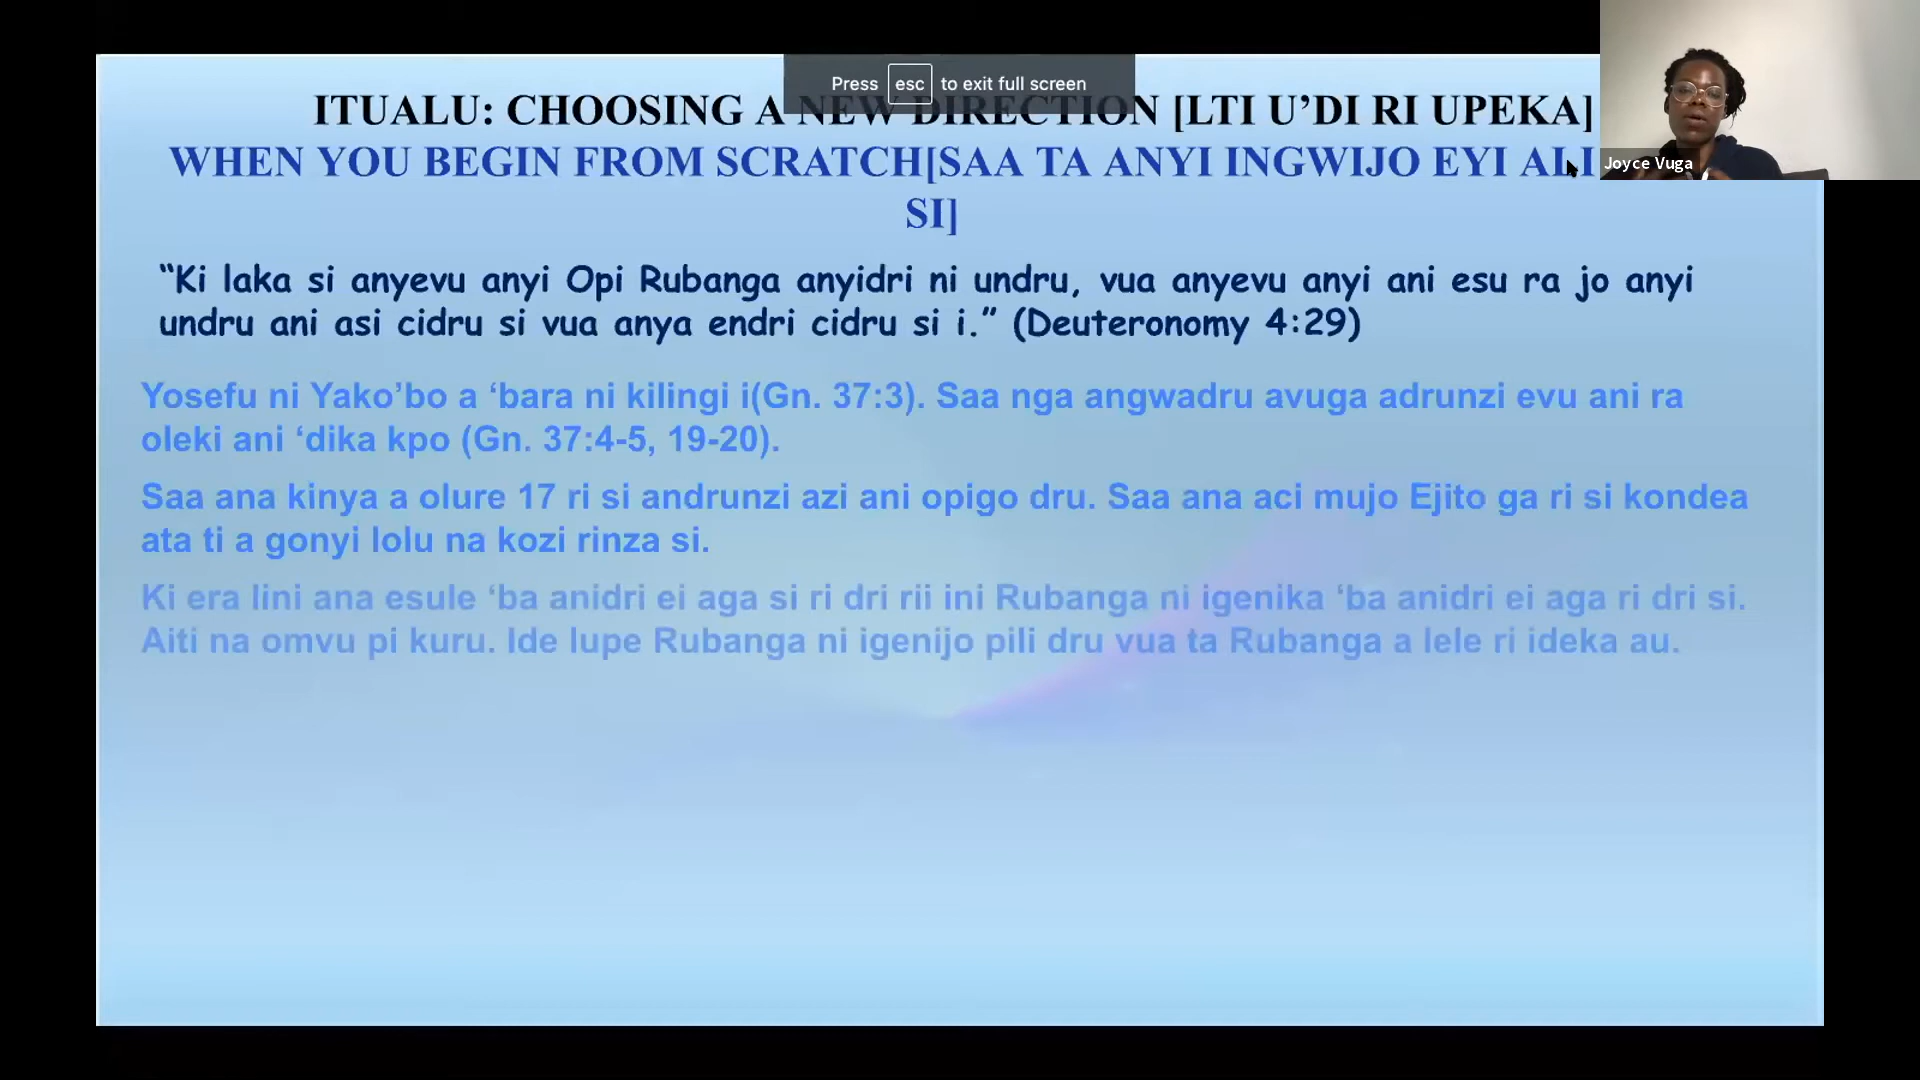 Press esc to exit full screen
ITUALU: CHOOSING A NEW DIRECTION [LTI U’DI RI UPEKA]
WHEN YOU BEGIN FROM SCRATCH[SAA TA ANYI INGWIJO EYI ALI
SI]
“Ki laka si anyevu anyi Opi Rubanga anyidri ni undru, vua anyevu anyi ani esu ra jo anyi
undru ani asi cidru si vua anya endri cidru si i.” (Deuteronomy 4:29)
Yosefu ni Yako’bo a ‘bara ni kilingi i(Gn. 37:3). Saa nga angwadru avuga adrunzi evu ani ra
oleki ani ‘dika kpo (Gn. 37:4-5, 19-20).
Saa ana kinya a olure 17 ri si andrunzi azi ani opigo dru. Saa ana aci mujo Ejito ga ri si kondea
ata ti a gonyi lolu na kozi rinza si.
Ki era lini ana esule ‘ba anidri ei aga si ri dri rii ini Rubanga ni igenika ‘ba anidri ei aga ri dri si.
Aiti na omvu pi kuru. Ide lupe Rubanga ni igenijo pili dru vua ta Rubanga a lele ri ideka au.
Joyce Vuga